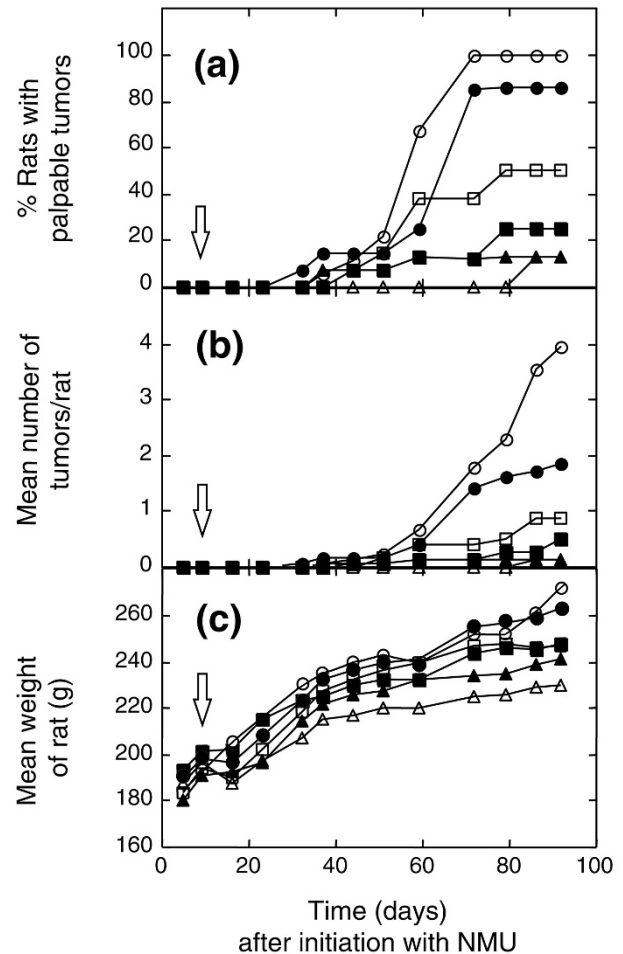 % Rats with
palpable tumors
100
80
60
40
20
0
(a)
Mean number of
tumors/rat
4
3
2
1
0
(b)
Mean weight
of rat (g)
260
240
220
200
180
160
(c)
0 20 40 60 80 100
Time (days)
after initiation with NMU